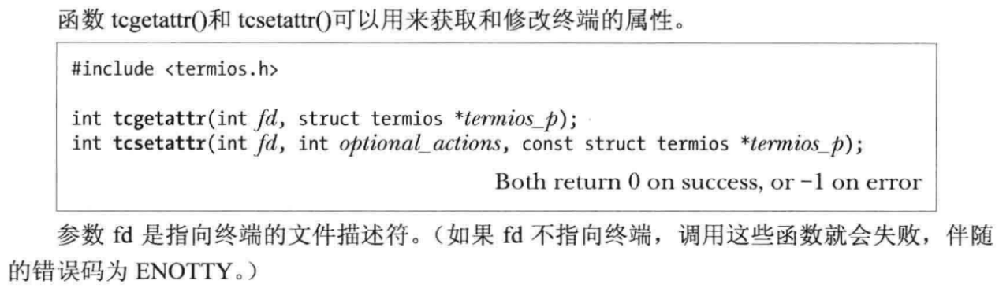 函数 tcgetattr()和 tcsetattr()可以用来获取和修改终端的属性。
#include <termios.h>
int tcgetattr(int fd, struct termios *termios_p);
int tcsetattr(int fd, int optional_actions, const struct termios *termios_p);
Both return 0 on success, or −1 on error
参数 fd 是指向终端的文件描述符。（如果 fd 不指向终端，调用这些函数就会失败，伴随
的错误码为 ENOTTY。）